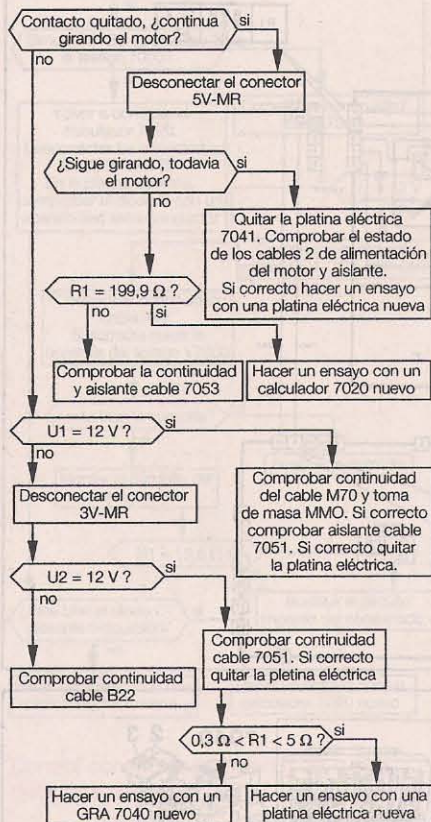 Contacto quitado, ¿continua
girando el motor?
si
no
Desconectar el conector
5V-MR
¿Sigue girando, todavia
el motor?
si
no
Quitar la platina eléctrica
7041. Comprobar el estado
de los cables 2 de alimentación
del motor y aislante.
Si correcto hacer un ensayo
con una platina eléctrica nueva
R1 = 199,9 Ω ?
no
si
Comprobar la continuidad
y aislante cable 7053
Hacer un ensayo con un
calculador 7020 nuevo
U1 = 12 V ?
si
no
Comprobar continuidad
del cable M70 y toma
de masa MMO. Si correcto
comprobar aislante cable
7051. Si correcto quitar
la platina eléctrica.
Desconectar el conector
3V-MR
U2 = 12 V ?
si
no
Comprobar continuidad
cable 7051. Si correcto
quitar la pletina eléctrica
Comprobar continuidad
cable B22
0,3 Ω < R1 < 5 Ω ?
si
no
Hacer un ensayo con un
GRA 7040 nuevo
Hacer un ensayo con una
platina eléctrica nueva